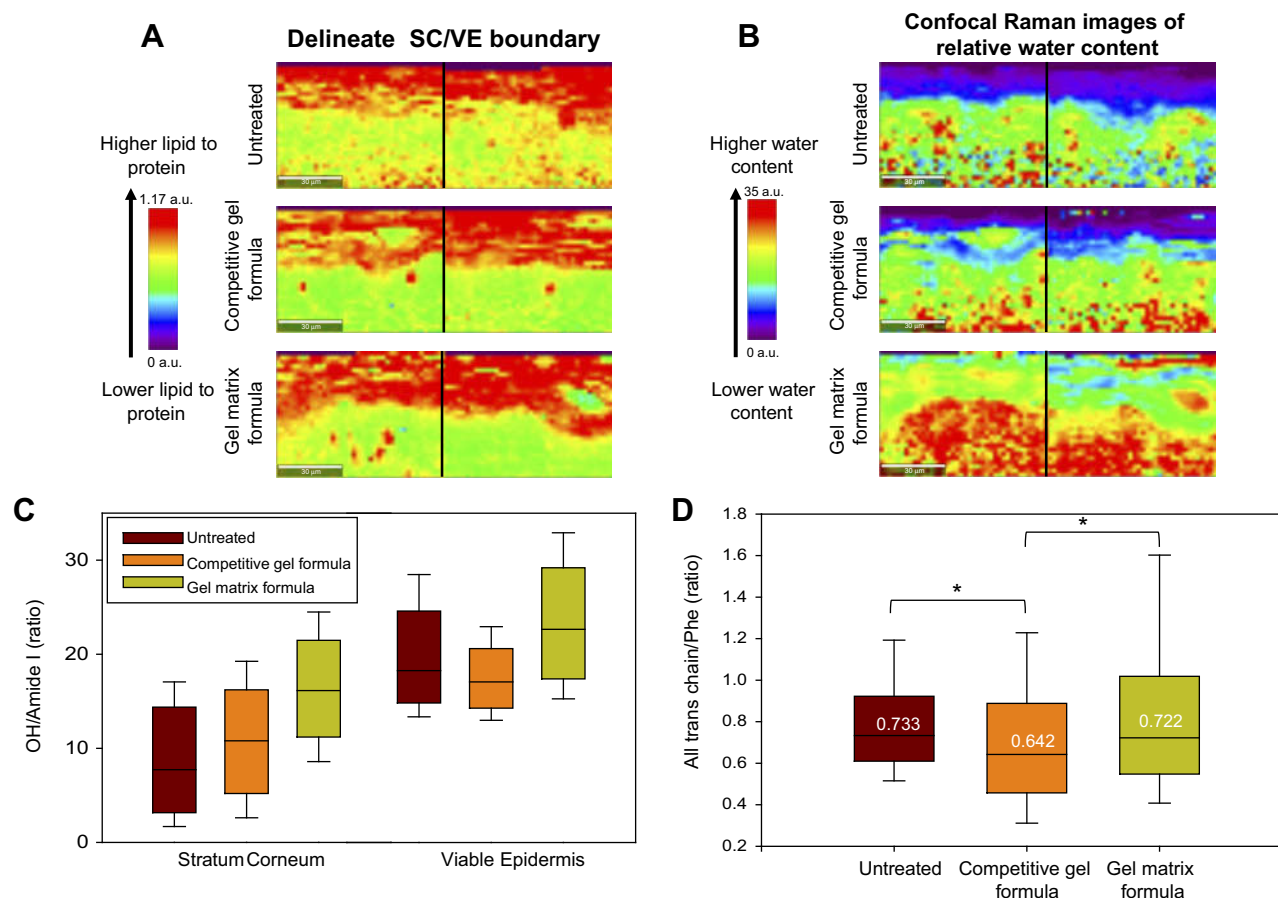 A
Delineate SC/VE boundary
Higher lipid to
protein
1.17 a.u.
0 a.u.
Lower lipid to
protein
Untreated
30 µm
Competitive gel
formula
30 µm
Gel matrix
formula
30 µm
B
Confocal Raman images of
relative water content
Higher water
content
35 a.u.
0 a.u.
Lower water
content
Untreated
30 µm
Competitive gel
formula
30 µm
Gel matrix
formula
30 µm
C
OH/Amide I (ratio)
30
20
10
0
Untreated
Competitive gel formula
Gel matrix formula
Stratum Corneum
Viable Epidermis
D
All trans chain/Phe (ratio)
1.8
1.6
1.4
1.2
1.0
0.8
0.6
0.4
0.2
*
*
0.733
0.642
0.722
Untreated
Competitive gel
formula
Gel matrix
formula